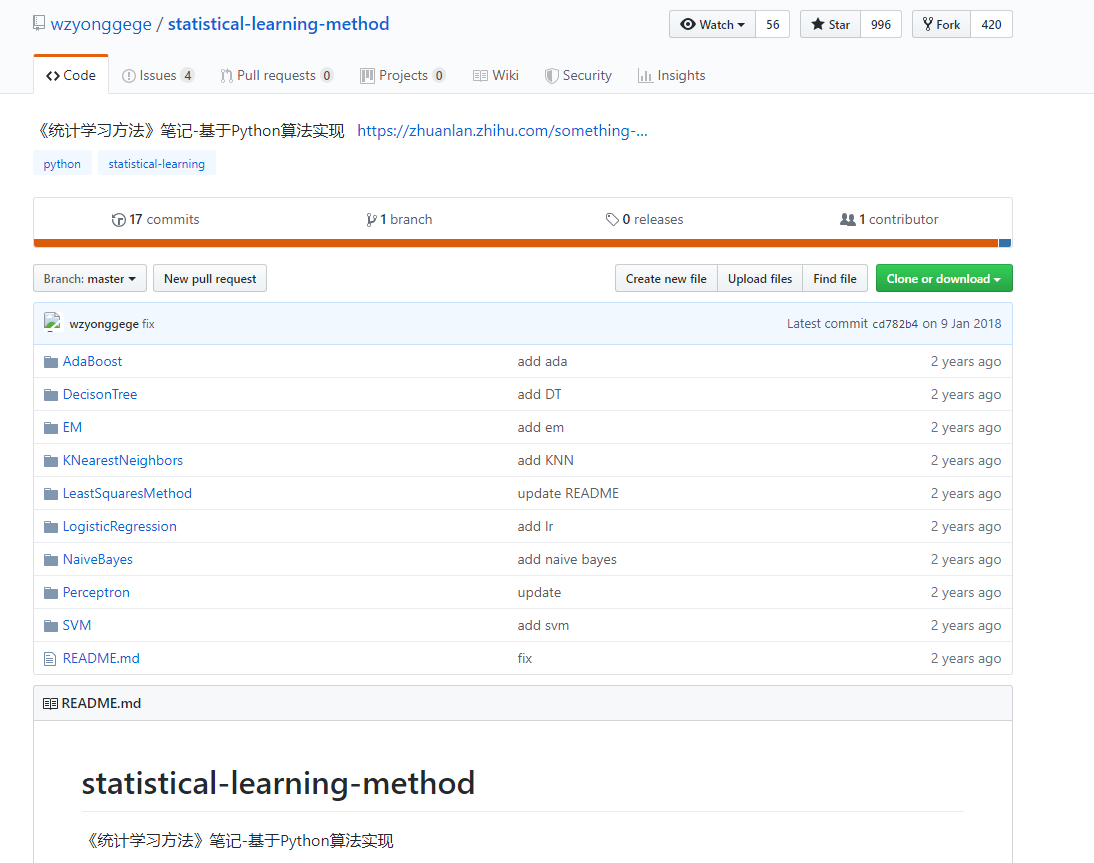 wzyonggege / statistical-learning-method Watch 56 Star 996 Fork 420
Code Issues 4 Pull requests 0 Projects 0 Wiki Security Insights
《统计学习方法》笔记-基于Python算法实现 https://zhuanlan.zhihu.com/something-...
python statistical-learning
17 commits 1 branch 0 releases 1 contributor
Branch: master New pull request Create new file Upload files Find file Clone or download
wzyonggege fix Latest commit cd782b4 on 9 Jan 2018
AdaBoost add ada 2 years ago
DecisonTree add DT 2 years ago
EM add em 2 years ago
KNearestNeighbors add KNN 2 years ago
LeastSquaresMethod update README 2 years ago
LogisticRegression add lr 2 years ago
NaiveBayes add naive bayes 2 years ago
Perceptron update 2 years ago
SVM add svm 2 years ago
README.md fix 2 years ago
README.md
statistical-learning-method
《统计学习方法》笔记-基于Python算法实现